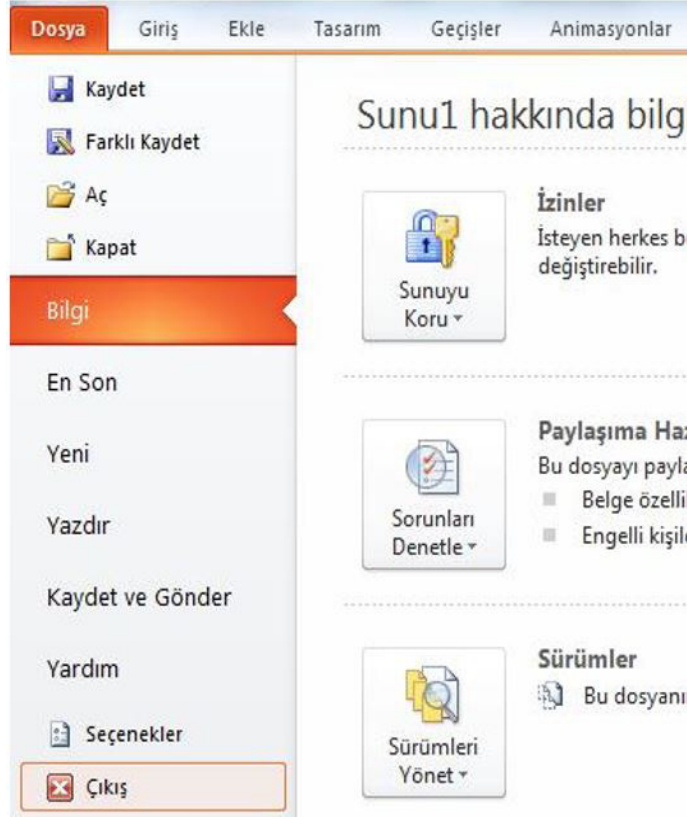 Dosya Giriş Ekle Tasarım Geçişler Animasyonlar
Kaydet
Farklı Kaydet
Aç
Kapat
Bilgi
En Son
Yeni
Yazdır
Kaydet ve Gönder
Yardım
Seçenekler
Çıkış
Sunu1 hakkında bilg
Sunuyu
Koru
İzinler
İsteyen herkes b
değiştirebilir.
Sorunları
Denetle
Paylaşıma Haz
Bu dosyayı payla
Belge özelli
Engelli kişile
Sürümleri
Yönet
Sürümler
Bu dosyanı